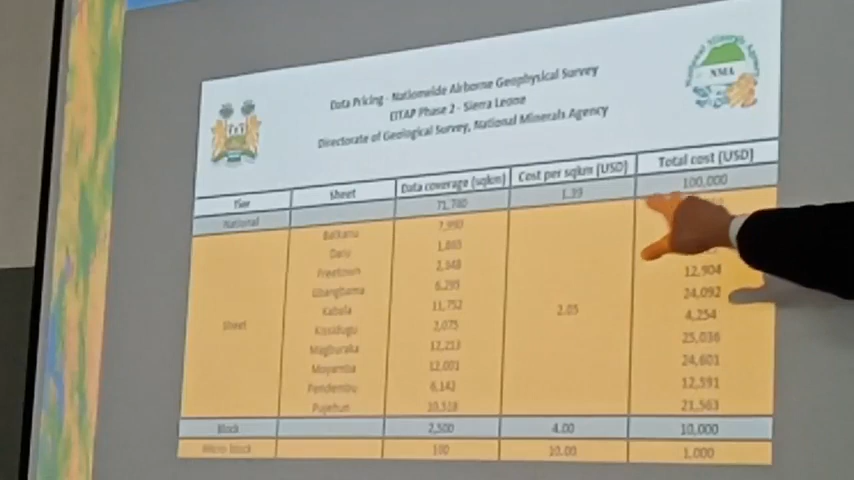 Data Pricing - Nationwide Airborne Geophysical Survey
EITAP Phase 2 - Sierra Leone
Directorate of Geological Survey, National Minerals Agency
NMA
Tier Sheet Data coverage (sqkm) Cost per sqkm (USD) Total cost (USD)
National 71,740 1.39 100,000
Sheet 2.05
Bafkanu 7,990
Daru
Freetown 2,348
Gbangbama 6,295 12,904
Kabala 11,752 24,092
Kosidugu 2,075 4,254
Magburaka 12,213 25,036
Moyamba 12,001 24,601
Pendembu 6,142 12,591
Pujehun 10,518 21,563
Block 2,500 4.00 10,000
Micro block 100 10.00 1,000